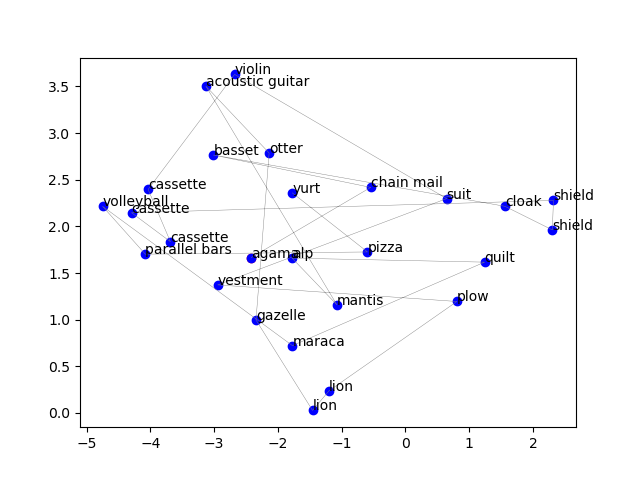 violin
acoustic guitar
basset
otter
cassette
yurt
chain mail
suit
shield
cloak
volleyball
cassette
shield
cassette
parallel bars
agama
alp
pizza
quilt
vestment
mantis
plow
gazelle
maraca
lion
lion
3.5
3.0
2.5
2.0
1.5
1.0
0.5
0.0
−5
−4
−3
−2
−1
0
1
2